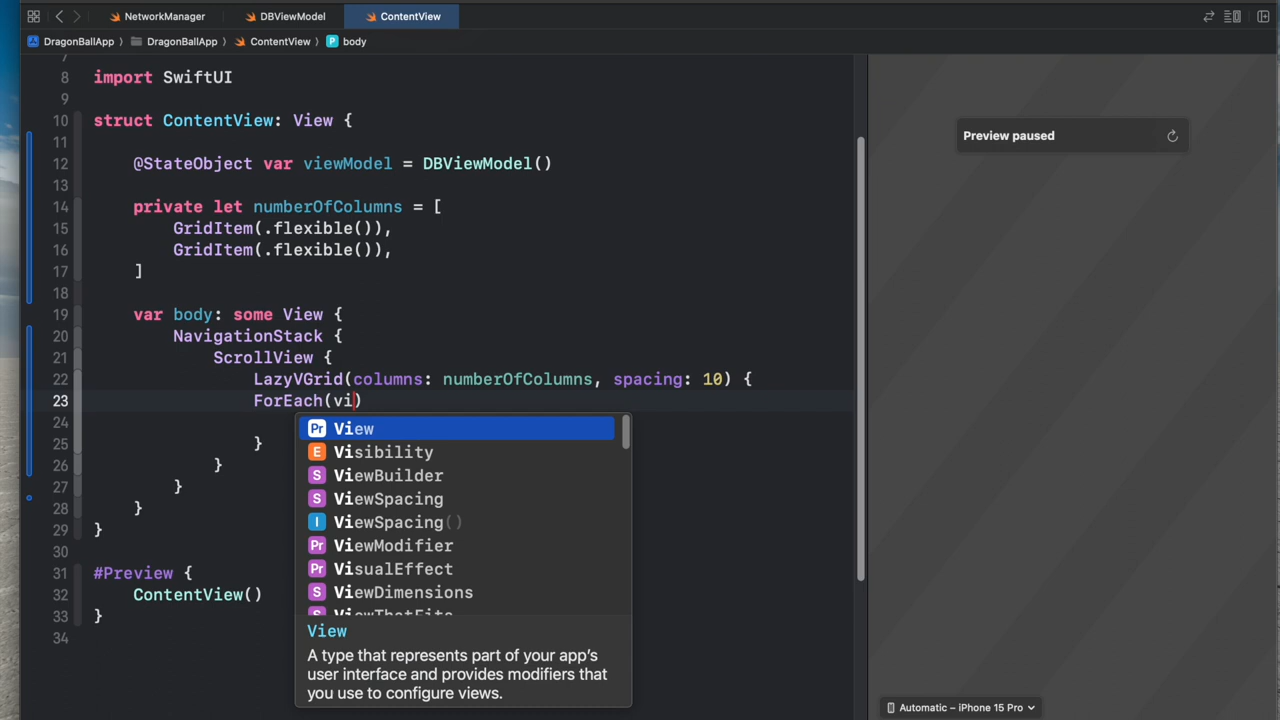 NetworkManager
DBViewModel
ContentView
DragonBallApp 〉 DragonBallApp 〉 ContentView 〉 P body
7
8 import SwiftUI
9
10 struct ContentView: View {
11
12 @StateObject var viewModel = DBViewModel()
13
14 private let numberOfColumns = [
15 GridItem(.flexible()),
16 GridItem(.flexible()),
17 ]
18
19 var body: some View {
20 NavigationStack {
21 ScrollView {
22 LazyVGrid(columns: numberOfColumns, spacing: 10) {
23 ForEach(vi)
24
25 }
26 }
27 }
28 }
29 }
30
31 #Preview {
32 ContentView()
33 }
34
Pr View
E Visibility
S ViewBuilder
S ViewSpacing
I ViewSpacing()
Pr ViewModifier
Pr VisualEffect
S ViewDimensions
S ViewThatFits
View
A type that represents part of your app's
user interface and provides modifiers that
you use to configure views.
Preview paused
Automatic – iPhone 15 Pro